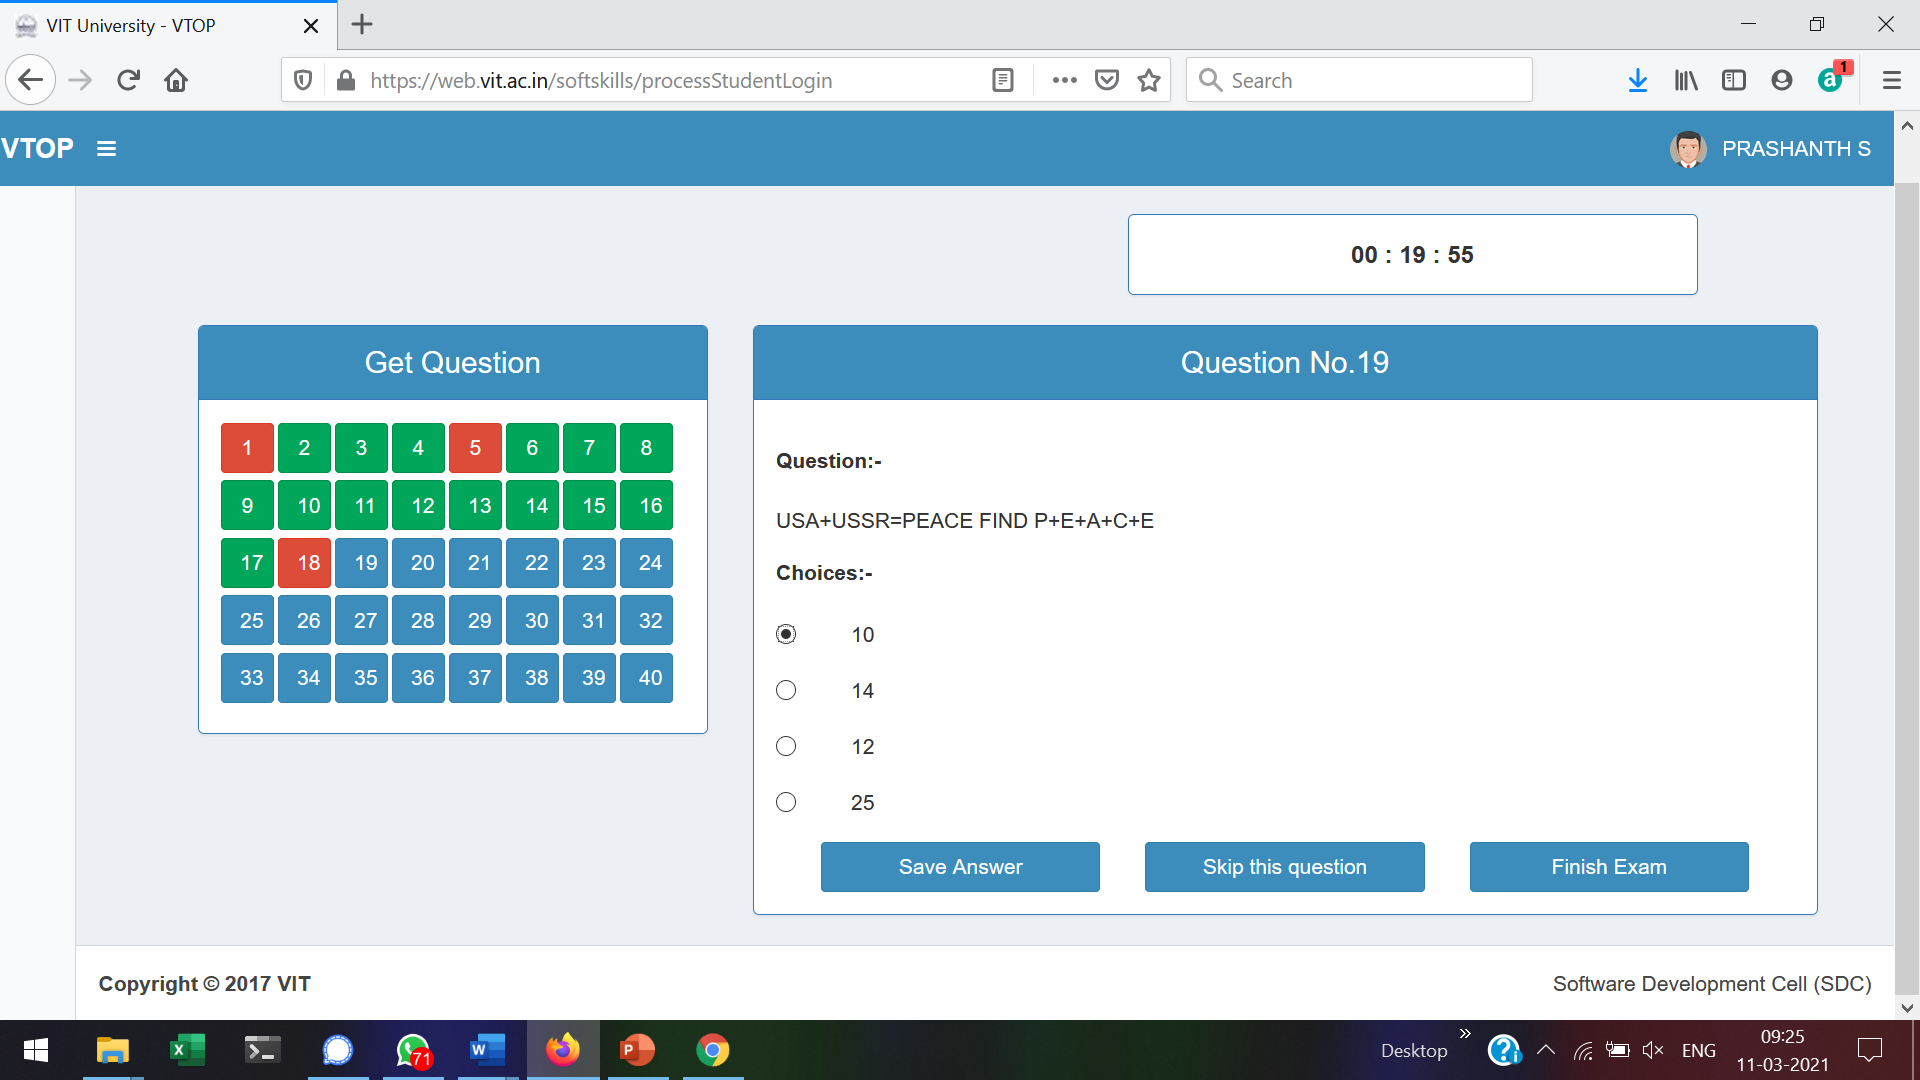 VIT University - VTOP
https://web.vit.ac.in/softskills/processStudentLogin
Search
1
VTOP
PRASHANTH S
00 : 19 : 55
Get Question
1 2 3 4 5 6 7 8
9 10 11 12 13 14 15 16
17 18 19 20 21 22 23 24
25 26 27 28 29 30 31 32
33 34 35 36 37 38 39 40
Question No.19
Question:-
USA+USSR=PEACE FIND P+E+A+C+E
Choices:-
10
14
12
25
Save Answer Skip this question Finish Exam
Copyright © 2017 VIT
Software Development Cell (SDC)
71
Desktop
ENG
09:25
11-03-2021